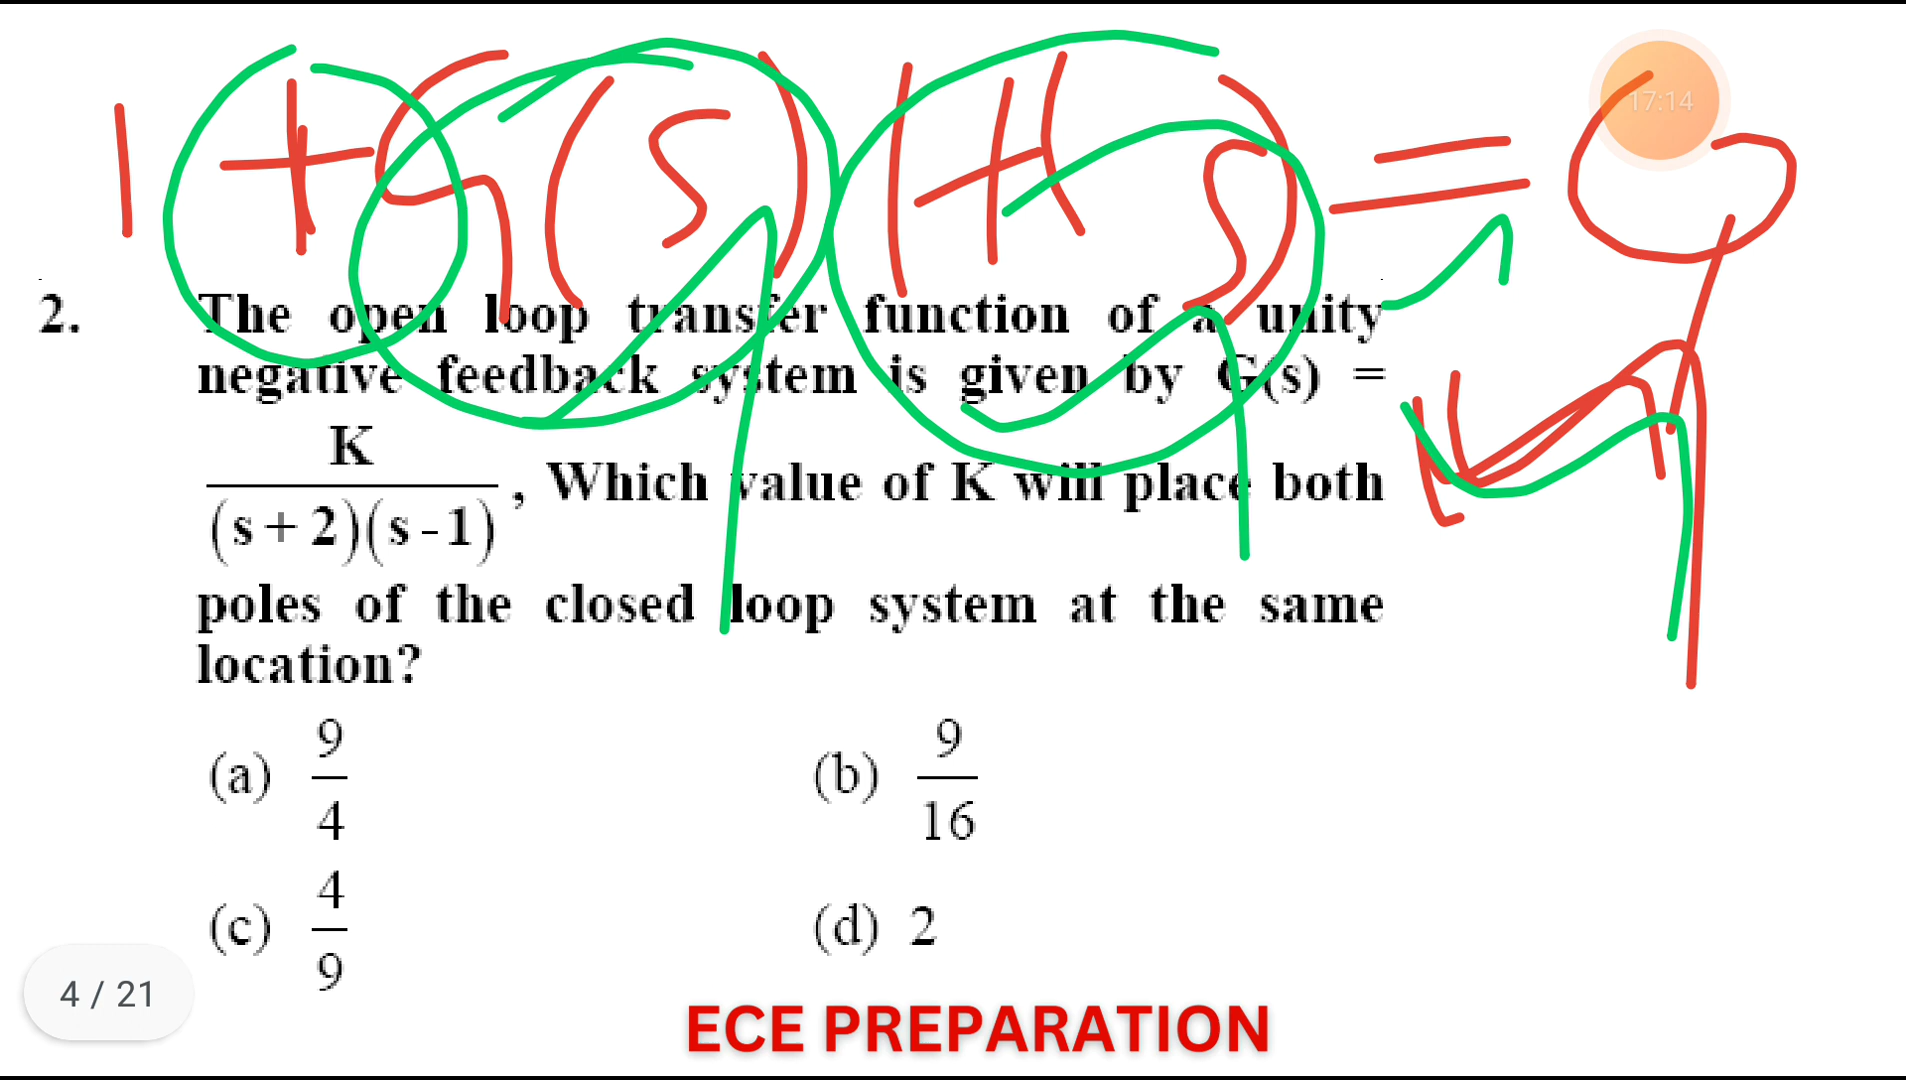 1 + G(s) H(s) = 0
17:14
2. The open loop transfer function of a unity
negative feedback system is given by G(s) =
K
(s + 2)(s - 1)
, Which value of K will place both
poles of the closed loop system at the same
location?
(a) 9/4 (b) 9/16
(c) 4/9 (d) 2
4 / 21
ECE PREPARATION